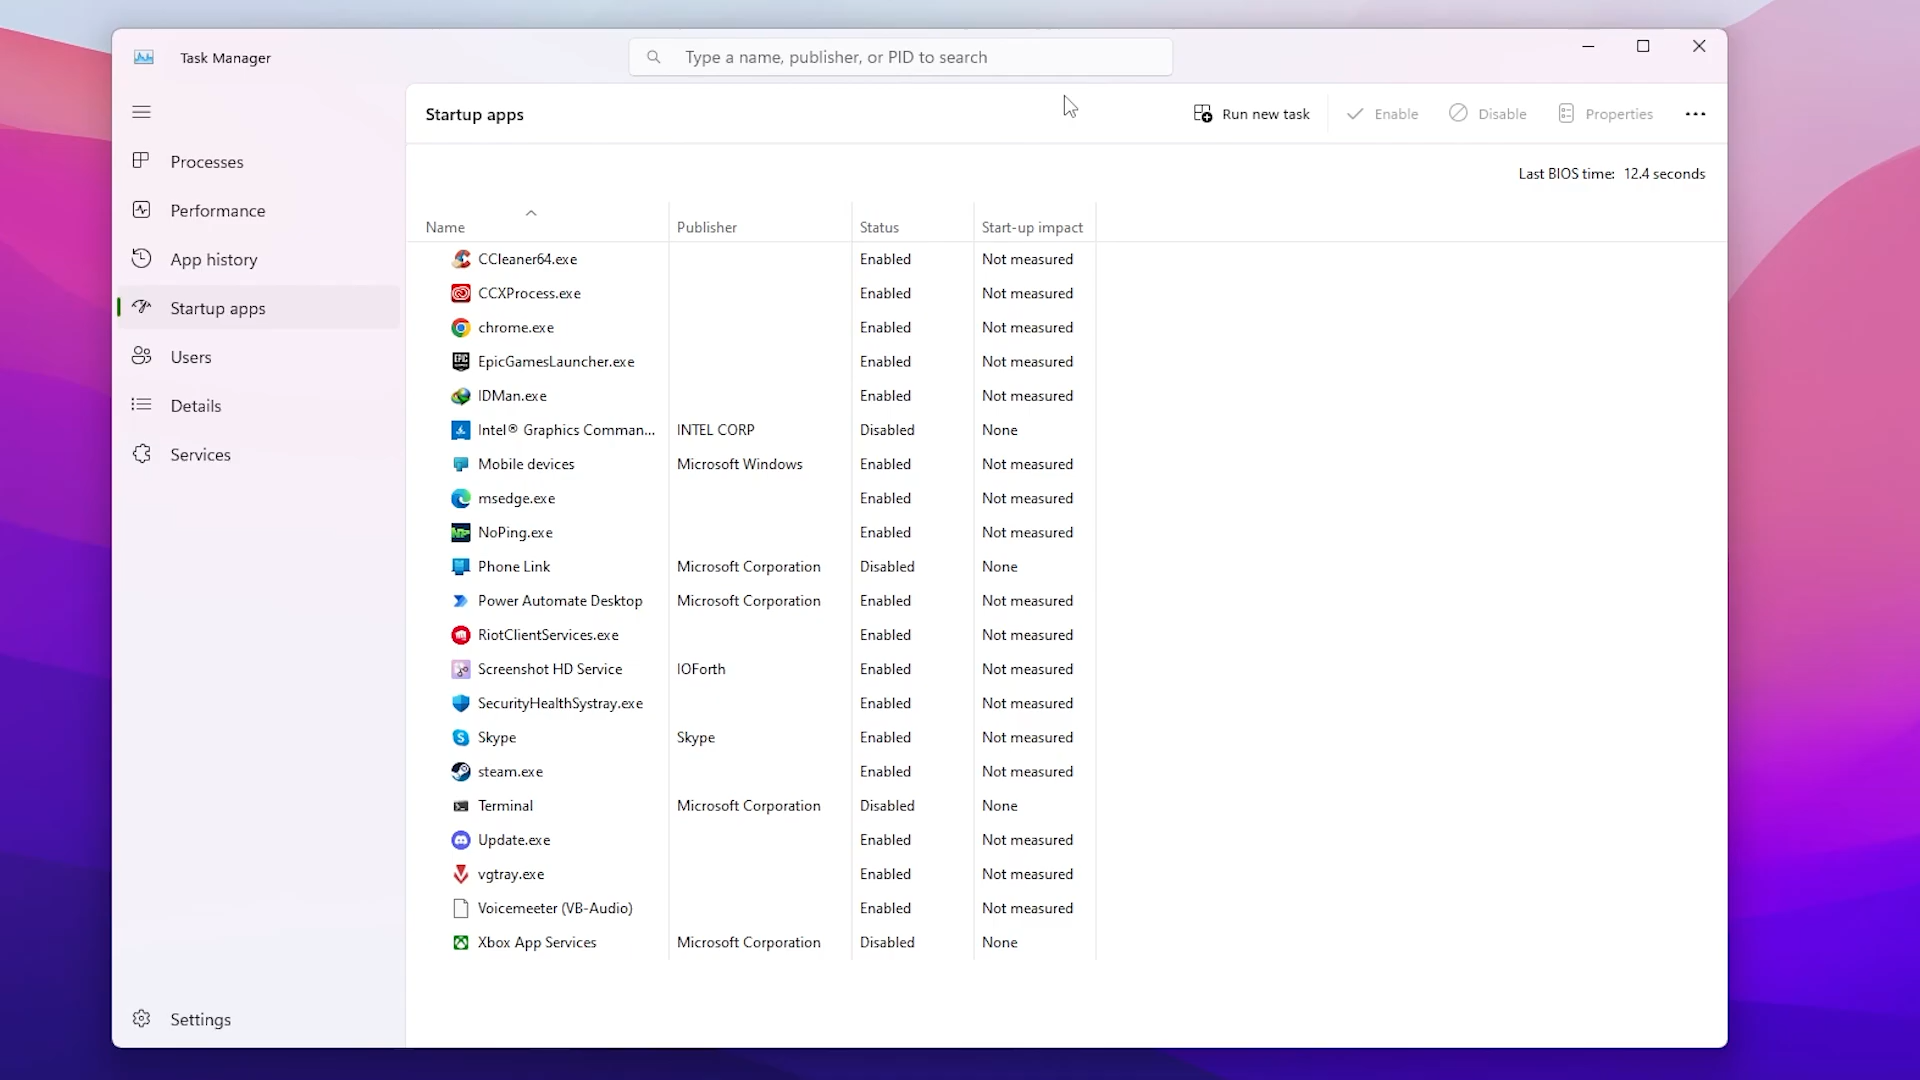 Task Manager
Type a name, publisher, or PID to search
Startup apps
Run new task
Enable
Disable
Properties
Processes
Performance
App history
Startup apps
Users
Details
Services
Settings
Last BIOS time: 12.4 seconds
Name Publisher Status Start-up impact
CCleaner64.exe Enabled Not measured
CCXProcess.exe Enabled Not measured
chrome.exe Enabled Not measured
EpicGamesLauncher.exe Enabled Not measured
IDMan.exe Enabled Not measured
Intel® Graphics Comman... INTEL CORP Disabled None
Mobile devices Microsoft Windows Enabled Not measured
msedge.exe Enabled Not measured
NoPing.exe Enabled Not measured
Phone Link Microsoft Corporation Disabled None
Power Automate Desktop Microsoft Corporation Enabled Not measured
RiotClientServices.exe Enabled Not measured
Screenshot HD Service IOForth Enabled Not measured
SecurityHealthSystray.exe Enabled Not measured
Skype Skype Enabled Not measured
steam.exe Enabled Not measured
Terminal Microsoft Corporation Disabled None
Update.exe Enabled Not measured
vgtray.exe Enabled Not measured
Voicemeeter (VB-Audio) Enabled Not measured
Xbox App Services Microsoft Corporation Disabled None